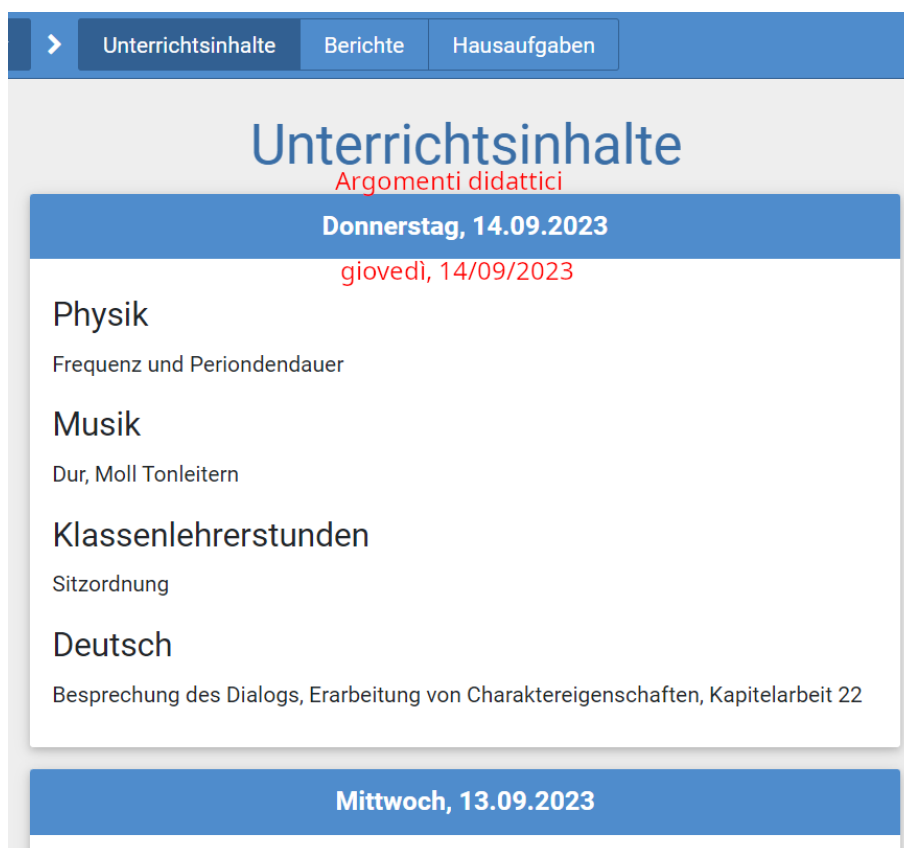 Unterrichtsinhalte Berichte Hausaufgaben
Unterrichtsinhalte
Argomenti didattici
Donnerstag, 14.09.2023
giovedì, 14/09/2023
Physik
Frequenz und Periondendauer
Musik
Dur, Moll Tonleitern
Klassenlehrerstunden
Sitzordnung
Deutsch
Besprechung des Dialogs, Erarbeitung von Charaktereigenschaften, Kapitelarbeit 22
Mittwoch, 13.09.2023